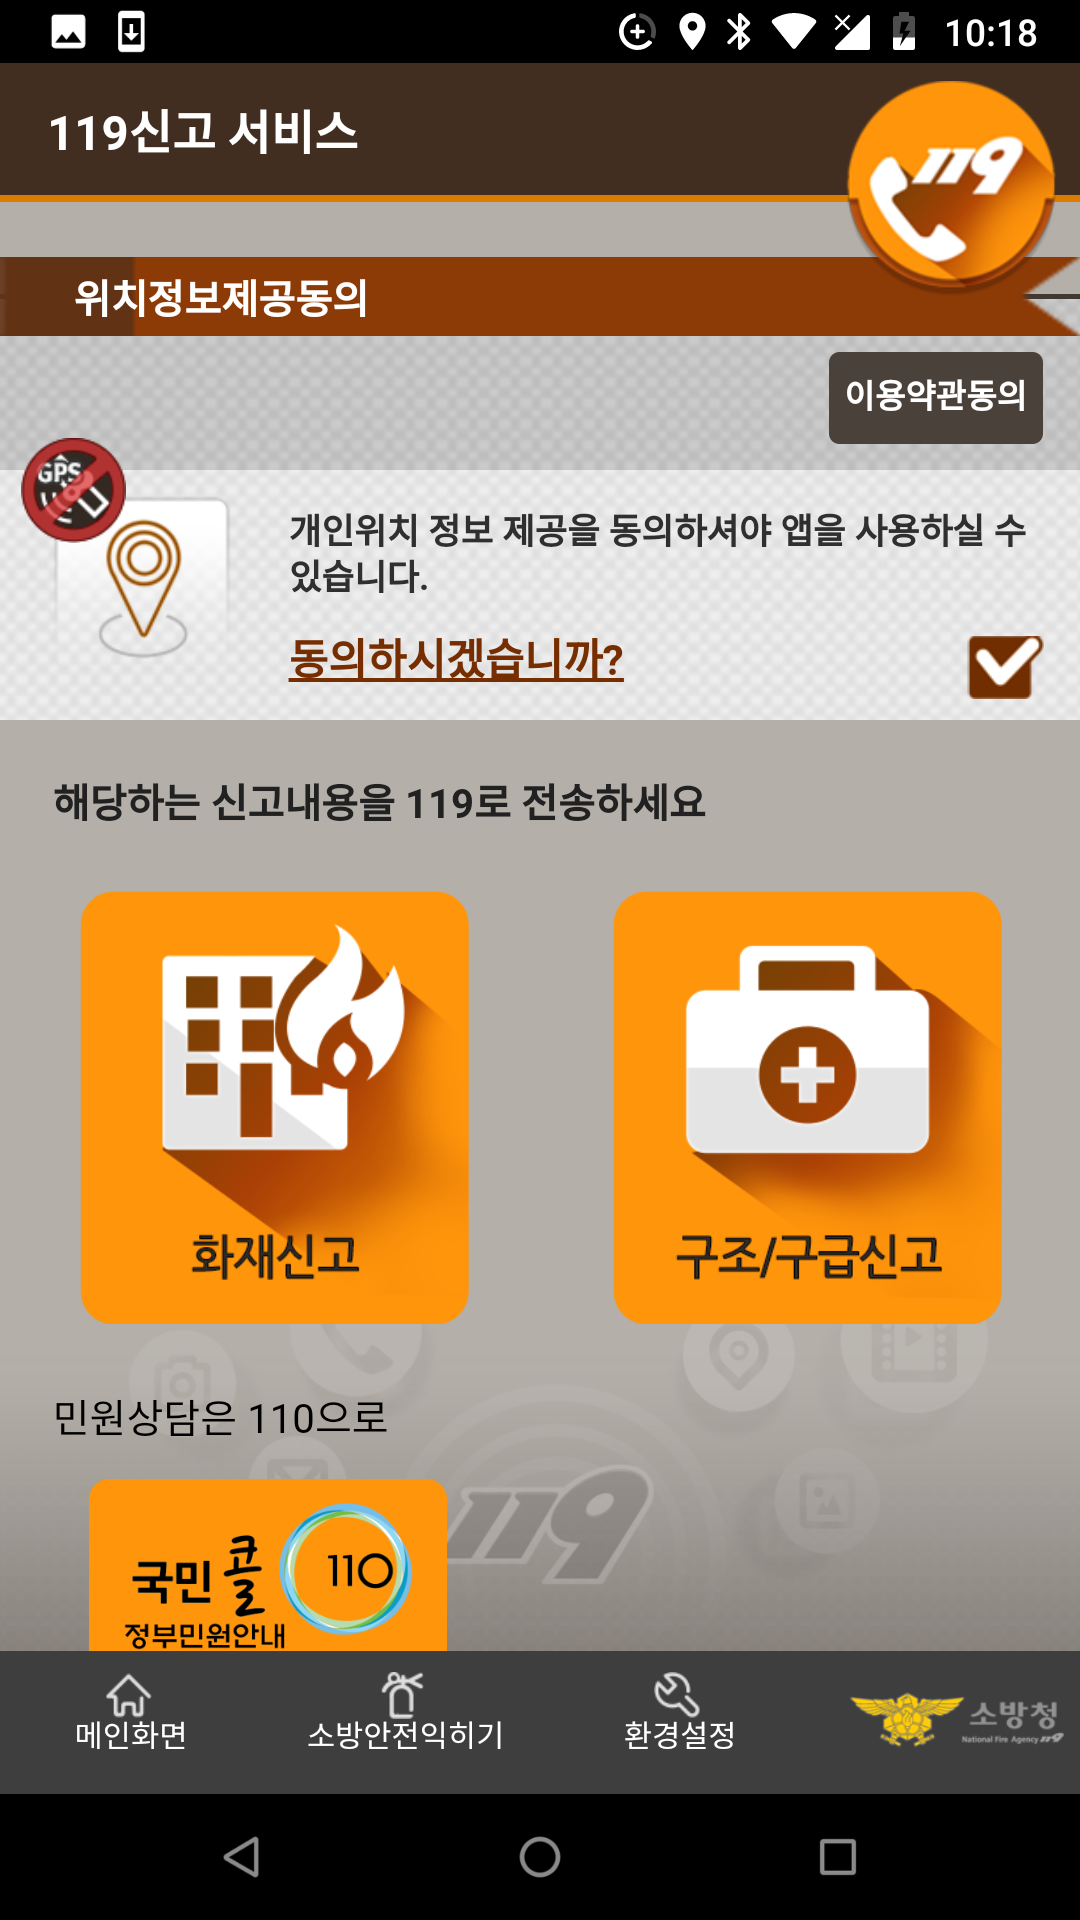 10:18
119신고 서비스
119
위치정보제공동의
이용약관동의
GPS
개인위치 정보 제공을 동의하셔야 앱을 사용하실 수
있습니다.
동의하시겠습니까?
해당하는 신고내용을 119로 전송하세요
화재신고
구조/구급신고
민원상담은 110으로
119
국민콜 110
정부민원안내
메인화면
소방안전익히기
환경설정
소방청
National Fire Agency 119